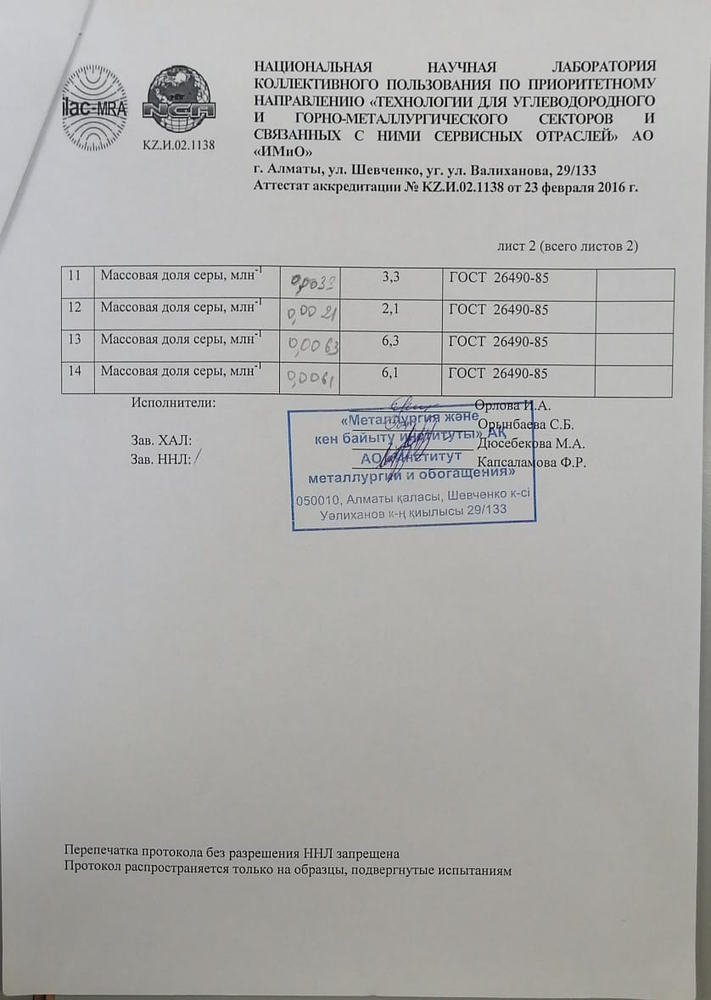 ilac-MRA
NCA
KZ.И.02.1138
НАЦИОНАЛЬНАЯ НАУЧНАЯ ЛАБОРАТОРИЯ
КОЛЛЕКТИВНОГО ПОЛЬЗОВАНИЯ ПО ПРИОРИТЕТНОМУ
НАПРАВЛЕНИЮ «ТЕХНОЛОГИИ ДЛЯ УГЛЕВОДОРОДНОГО
И ГОРНО-МЕТАЛЛУРГИЧЕСКОГО СЕКТОРОВ И
СВЯЗАННЫХ С НИМИ СЕРВИСНЫХ ОТРАСЛЕЙ» АО
«ИМиО»
г. Алматы, ул. Шевченко, уг. ул. Валиханова, 29/133
Аттестат аккредитации № KZ.И.02.1138 от 23 февраля 2016 г.
лист 2 (всего листов 2)
11 Массовая доля серы, млн⁻¹ 0,0033 3,3 ГОСТ 26490-85
12 Массовая доля серы, млн⁻¹ 0,0021 2,1 ГОСТ 26490-85
13 Массовая доля серы, млн⁻¹ 0,0063 6,3 ГОСТ 26490-85
14 Массовая доля серы, млн⁻¹ 0,0061 6,1 ГОСТ 26490-85
Исполнители: Орлова И.А.
Орынбаева С.Б.
Зав. ХАЛ: Дюсебекова М.А.
Зав. ННЛ: Капсаламова Ф.Р.
«Металлургия және
кен байыту институты» АҚ
АО «Институт
металлургии и обогащения»
050010, Алматы қаласы, Шевченко к-сі
Уәлиханов к-ң қиылысы 29/133
Перепечатка протокола без разрешения ННЛ запрещена
Протокол распространяется только на образцы, подвергнутые испытаниям